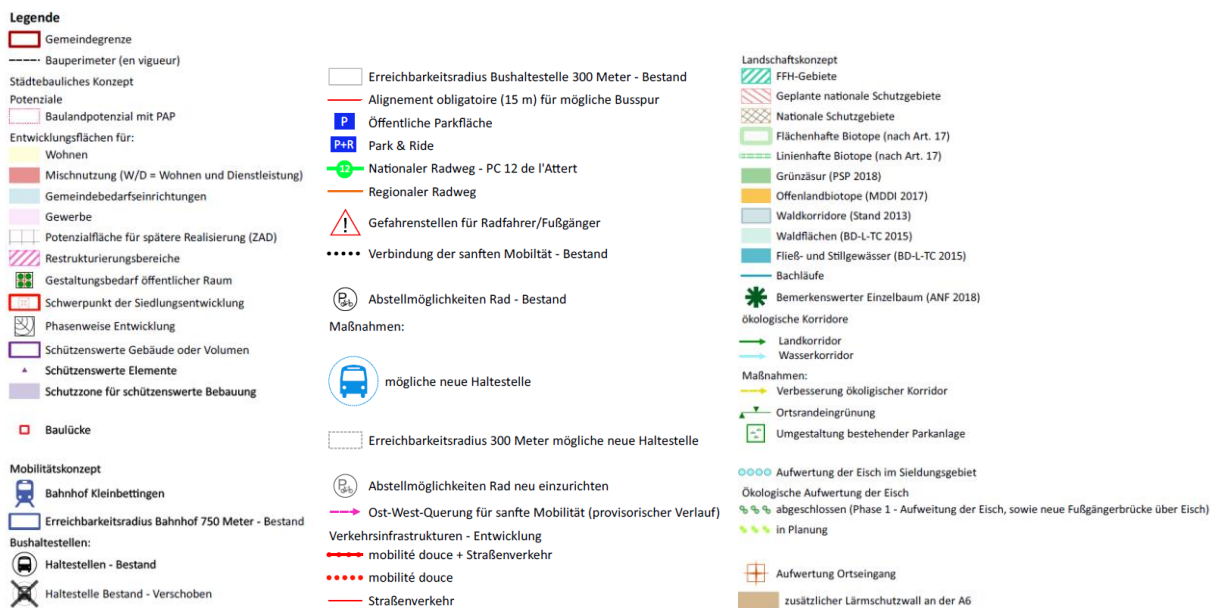 Legende
Gemeindegrenze
Bauperimeter (en vigueur)
Städtebauliches Konzept
Potenziale
Baulandpotenzial mit PAP
Entwicklungsflächen für:
Wohnen
Mischnutzung (W/D = Wohnen und Dienstleistung)
Gemeindebedarfseinrichtungen
Gewerbe
Potenzialfläche für spätere Realisierung (ZAD)
Restrukturierungsbereiche
Gestaltungsbedarf öffentlicher Raum
Schwerpunkt der Siedlungsentwicklung
Phasenweise Entwicklung
Schützenswerte Gebäude oder Volumen
Schützenswerte Elemente
Schutzzone für schützenswerte Bebauung
Baulücke
Mobilitätskonzept
Bahnhof Kleinbettingen
Erreichbarkeitsradius Bahnhof 750 Meter - Bestand
Bushaltestellen:
Haltestellen - Bestand
Haltestelle Bestand - Verschoben
Erreichbarkeitsradius Bushaltestelle 300 Meter - Bestand
Alignement obligatoire (15 m) für mögliche Busspur
P Öffentliche Parkfläche
P+R Park & Ride
12 Nationaler Radweg - PC 12 de l'Attert
Regionaler Radweg
! Gefahrenstellen für Radfahrer/Fußgänger
Verbindung der sanften Mobiltät - Bestand
P Abstellmöglichkeiten Rad - Bestand
Maßnahmen:
mögliche neue Haltestelle
Erreichbarkeitsradius 300 Meter mögliche neue Haltestelle
P Abstellmöglichkeiten Rad neu einzurichten
Ost-West-Querung für sanfte Mobilität (provisorischer Verlauf)
Verkehrsinfrastrukturen - Entwicklung
mobilité douce + Straßenverkehr
mobilité douce
Straßenverkehr
Landschaftskonzept
FFH-Gebiete
Geplante nationale Schutzgebiete
Nationale Schutzgebiete
Flächenhafte Biotope (nach Art. 17)
Linienhafte Biotope (nach Art. 17)
Grünzäsur (PSP 2018)
Offenlandbiotope (MDDI 2017)
Waldkorridore (Stand 2013)
Waldflächen (BD-L-TC 2015)
Fließ- und Stillgewässer (BD-L-TC 2015)
Bachläufe
Bemerkenswerter Einzelbaum (ANF 2018)
ökologische Korridore
Landkorridor
Wasserkorridor
Maßnahmen:
Verbesserung ökoligischer Korridor
Ortsrandeingrünung
Umgestaltung bestehender Parkanlage
Aufwertung der Eisch im Sieldungsgebiet
Ökologische Aufwertung der Eisch
abgeschlossen (Phase 1 - Aufweitung der Eisch, sowie neue Fußgängerbrücke über Eisch)
in Planung
Aufwertung Ortseingang
zusätzlicher Lärmschutzwall an der A6